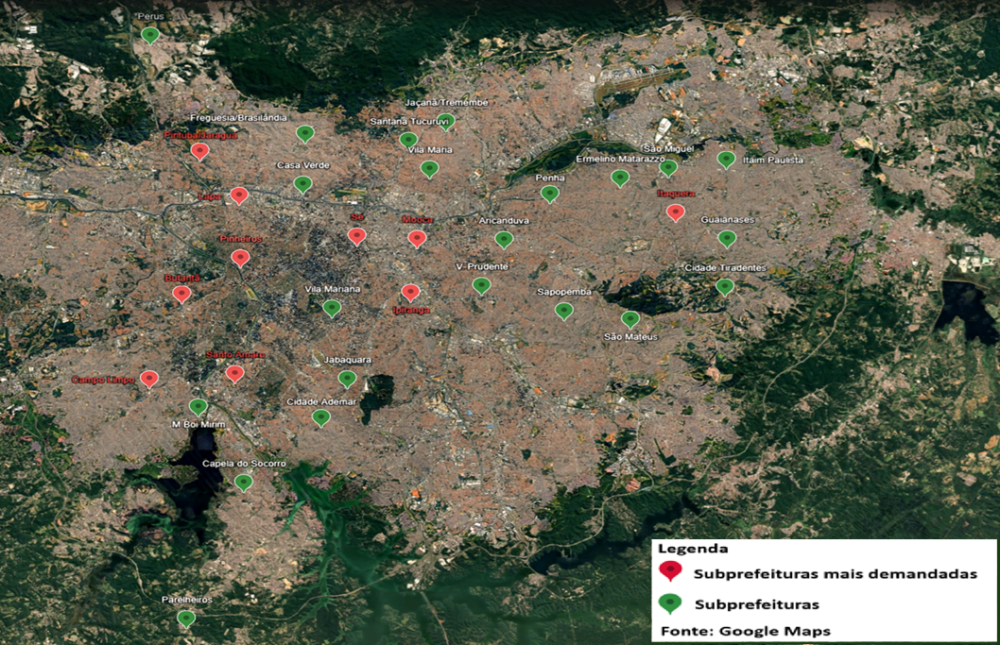 Perus
Jaçanã/Tremembé
Freguesia/Brasilândia
Santana Tucuruvi
Pirituba/Jaraguá
Vila Maria
São Miguel
Ermelino Matarazzo
Itaim Paulista
Casa Verde
Penha
Lapa
Itaquera
Sé
Mooca
Aricanduva
Guaianases
Pinheiros
V- Prudente
Cidade Tiradentes
Butantã
Vila Mariana
Sapopemba
Ipiranga
São Mateus
Santo Amaro
Jabaquara
Campo Limpo
Cidade Ademar
M Boi Mirim
Capela do Socorro
Parelheiros
Legenda
Subprefeituras mais demandadas
Subprefeituras
Fonte: Google Maps